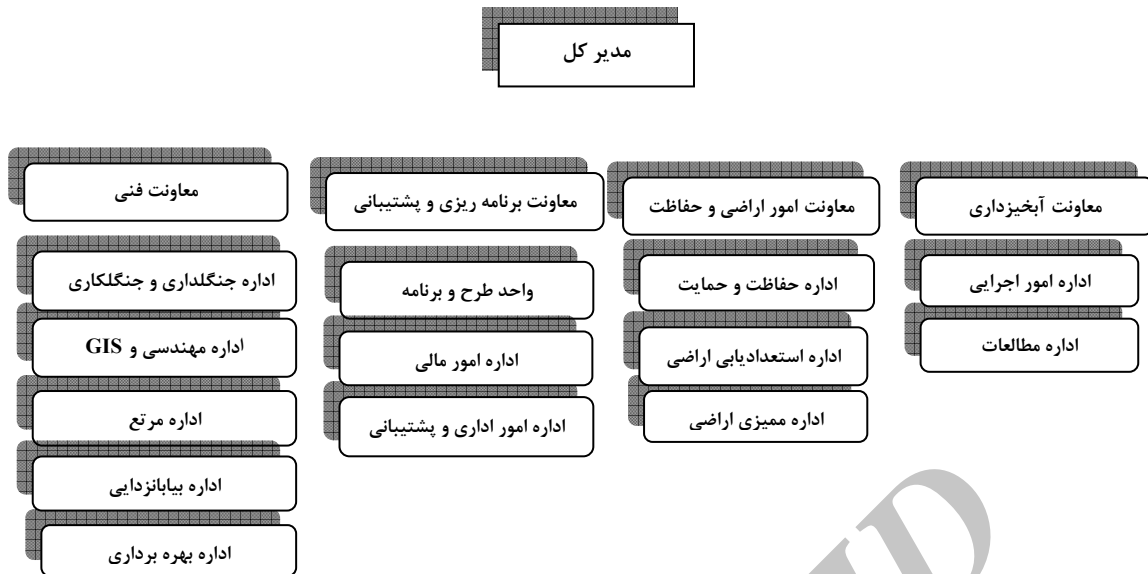 مدیر کل
معاونت آبخیزداری
اداره امور اجرایی
اداره مطالعات
معاونت امور اراضی و حفاظت
اداره حفاظت و حمایت
اداره استعدادیابی اراضی
اداره ممیزی اراضی
معاونت برنامه ریزی و پشتیبانی
واحد طرح و برنامه
اداره امور مالی
اداره امور اداری و پشتیبانی
معاونت فنی
اداره جنگلداری و جنگلکاری
اداره مهندسی و GIS
اداره مرتع
اداره بیابانزدایی
اداره بهره برداری